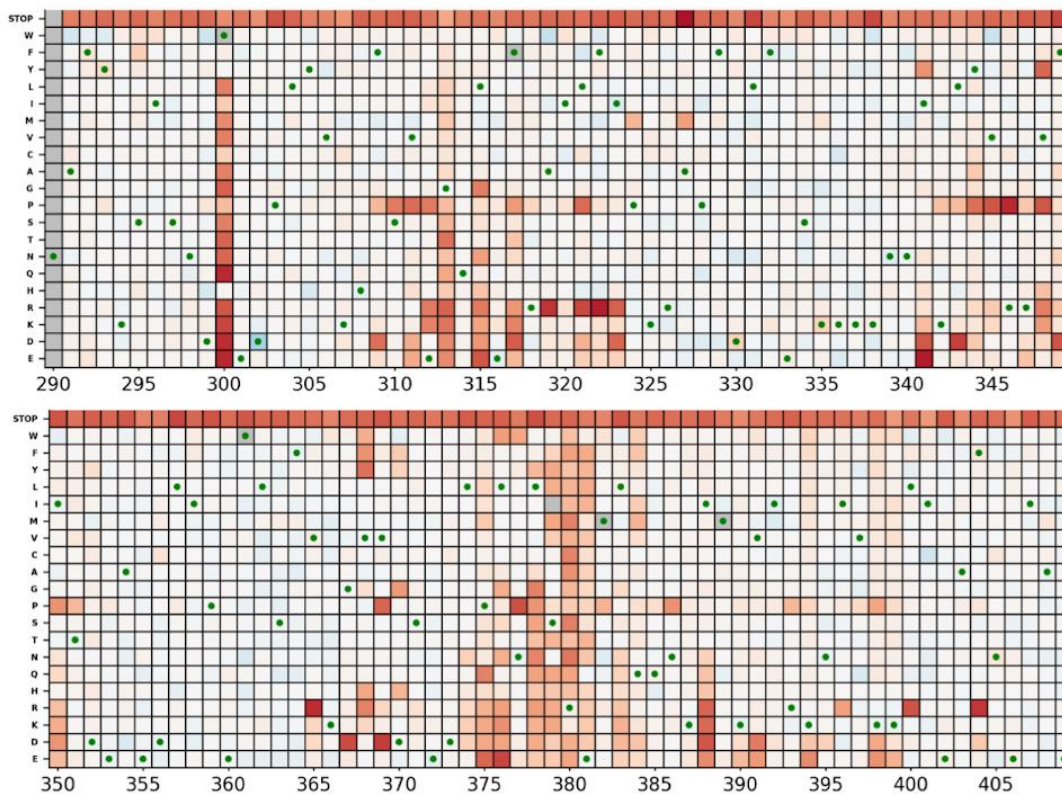 STOP
W
F
Y
L
I
M
V
C
A
G
P
S
T
N
Q
H
R
K
D
E
290 295 300 305 310 315 320 325 330 335 340 345
STOP
W
F
Y
L
I
M
V
C
A
G
P
S
T
N
Q
H
R
K
D
E
350 355 360 365 370 375 380 385 390 395 400 405